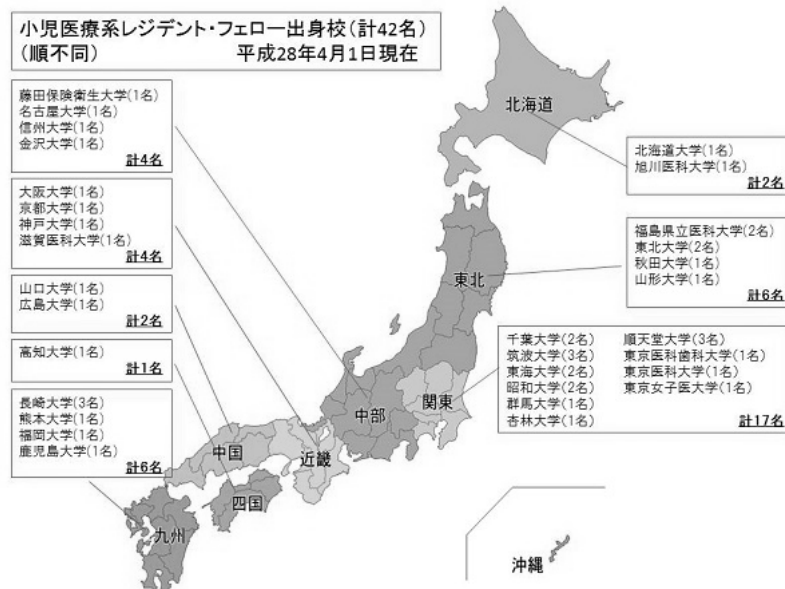 小児医療系レジデント・フェロー出身校(計42名)
(順不同) 平成28年4月1日現在
藤田保険衛生大学(1名)
名古屋大学(1名)
信州大学(1名)
金沢大学(1名)
計4名
大阪大学(1名)
京都大学(1名)
神戸大学(1名)
滋賀医科大学(1名)
計4名
山口大学(1名)
広島大学(1名)
計2名
高知大学(1名)
計1名
長崎大学(3名)
熊本大学(1名)
福岡大学(1名)
鹿児島大学(1名)
計6名
北海道
北海道大学(1名)
旭川医科大学(1名)
計2名
東北
福島県立医科大学(2名)
東北大学(2名)
秋田大学(1名)
山形大学(1名)
計6名
千葉大学(2名) 順天堂大学(3名)
筑波大学(3名) 東京医科歯科大学(1名)
東海大学(2名) 東京医科大学(1名)
昭和大学(2名) 東京女子医大学(1名)
群馬大学(1名)
杏林大学(1名)
計17名
関東
中部
近畿
中国
四国
九州
沖縄